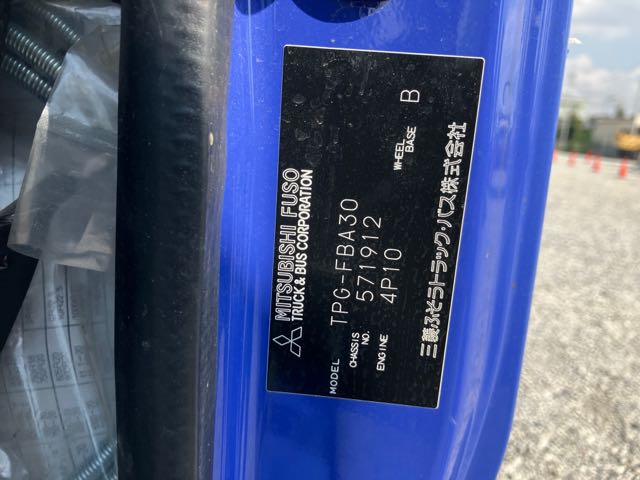 MITSUBISHI FUSO
TRUCK & BUS CORPORATION
MODEL TPG-FBA30
CHASSIS NO. 571912
ENGINE 4P10 WHEEL BASE B
三菱ふそうトラック・バス株式会社